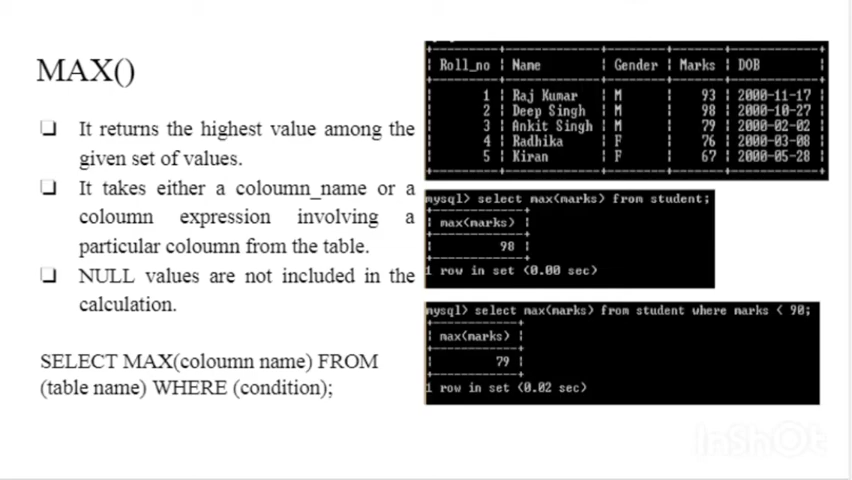 MAX()
❑ It returns the highest value among the
given set of values.
❑ It takes either a coloumn_name or a
coloumn expression involving a
particular coloumn from the table.
❑ NULL values are not included in the
calculation.
SELECT MAX(coloumn name) FROM
(table name) WHERE (condition);
| Roll_no | Name | Gender | Marks | DOB |
| 1 | Raj Kumar | M | 93 | 2000-11-17 |
| 2 | Deep Singh | M | 98 | 2000-10-27 |
| 3 | Ankit Singh | M | 79 | 2000-02-02 |
| 4 | Radhika | F | 76 | 2000-03-08 |
| 5 | Kiran | F | 67 | 2000-05-28 |
mysql> select max(marks) from student;
| max(marks) |
| 98 |
1 row in set (0.00 sec)
mysql> select max(marks) from student where marks < 90;
| max(marks) |
| 79 |
1 row in set (0.02 sec)
InShOt